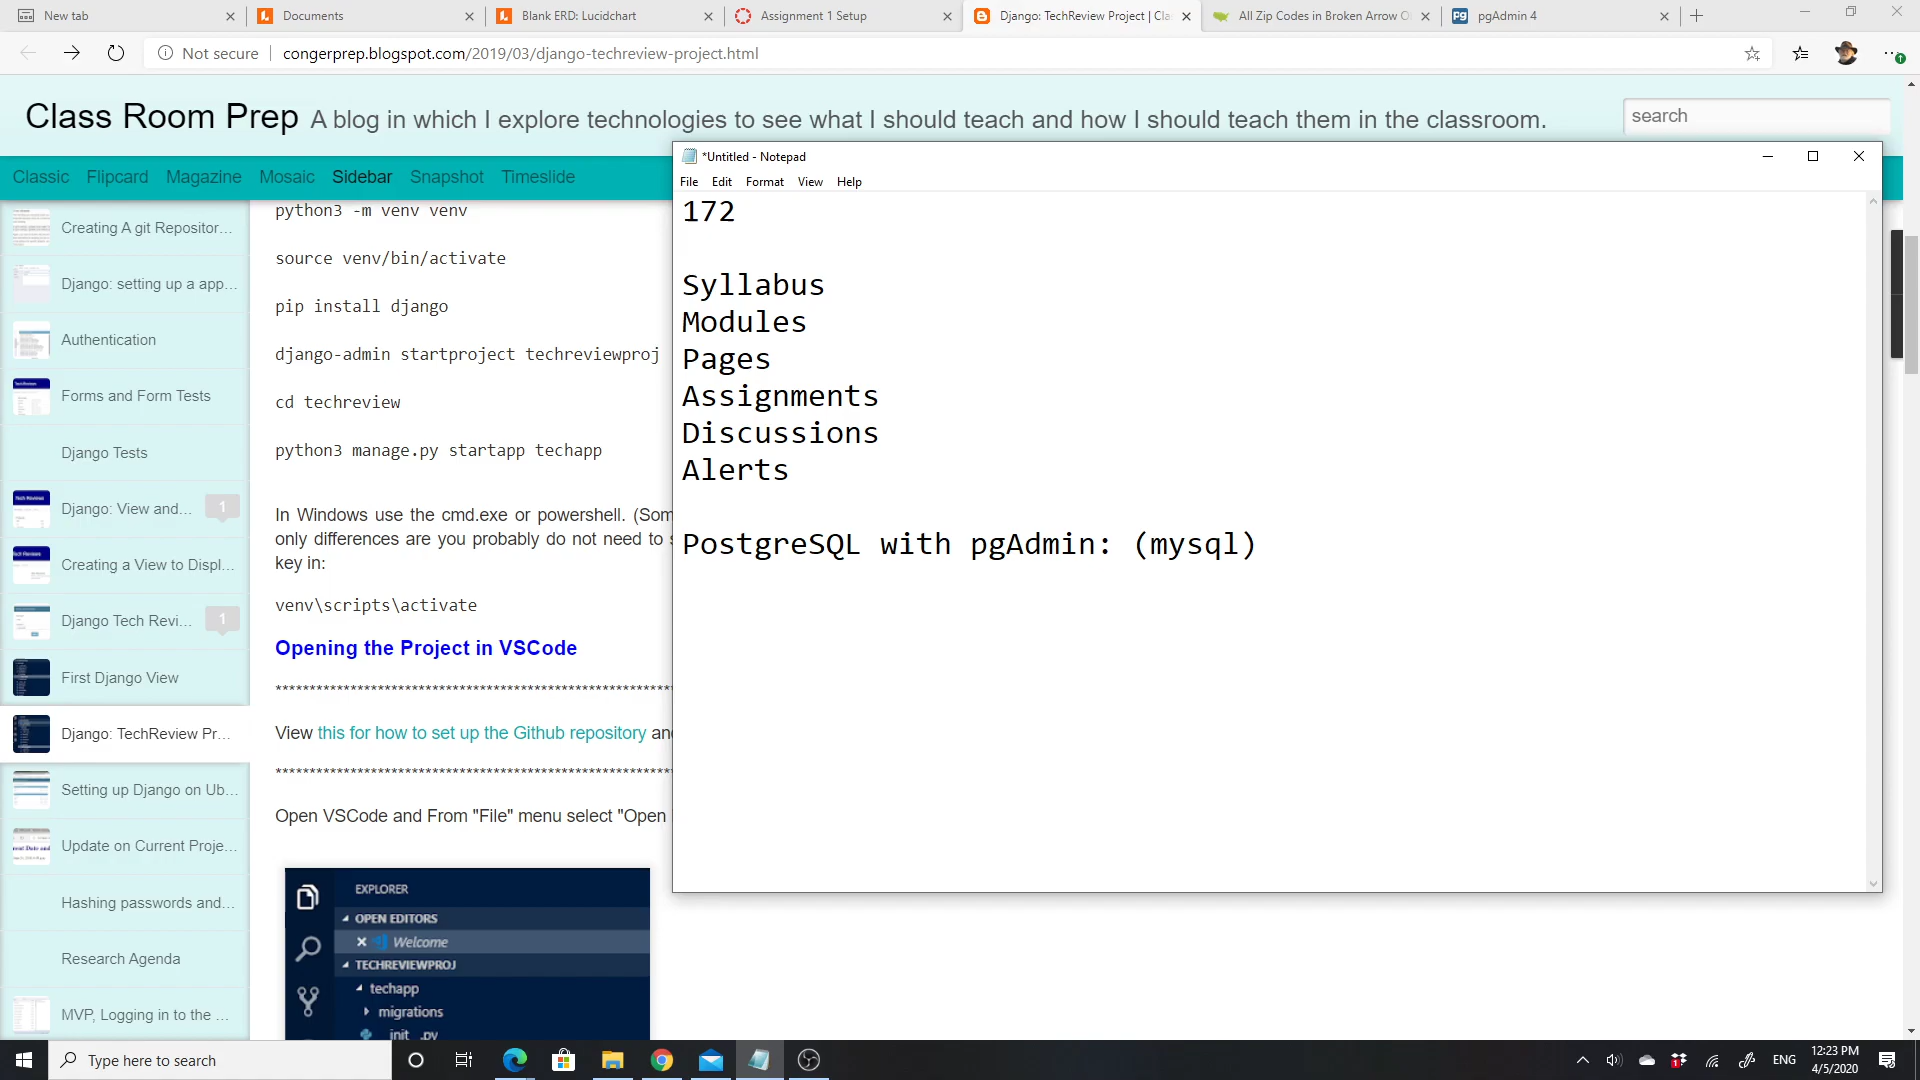 New tab
Documents
Blank ERD: Lucidchart
Assignment 1 Setup
Django: TechReview Project | Cla
All Zip Codes in Broken Arrow O
pgAdmin 4
Not secure
congerprep.blogspot.com/2019/03/django-techreview-project.html
Class Room Prep A blog in which I explore technologies to see what I should teach and how I should teach them in the classroom.
search
Classic Flipcard Magazine Mosaic Sidebar Snapshot Timeslide
Creating A git Repositor...
Django: setting up a app...
Authentication
Forms and Form Tests
Django Tests
Django: View and... 1
Creating a View to Displ...
Django Tech Revi... 1
First Django View
Django: TechReview Pr...
Setting up Django on Ub...
Update on Current Proje...
Hashing passwords and...
Research Agenda
MVP, Logging in to the ...
python3 -m venv venv
source venv/bin/activate
pip install django
django-admin startproject techreviewproj
cd techreview
python3 manage.py startapp techapp
In Windows use the cmd.exe or powershell. (Som
only differences are you probably do not need to s
key in:
venv\scripts\activate
Opening the Project in VSCode
View this for how to set up the Github repository and
Open VSCode and From "File" menu select "Open
EXPLORER
OPEN EDITORS
Welcome
TECHREVIEWPROJ
techapp
migrations
__init__.py
*Untitled - Notepad
File Edit Format View Help
172
Syllabus
Modules
Pages
Assignments
Discussions
Alerts
PostgreSQL with pgAdmin: (mysql)
Type here to search
ENG
12:23 PM
4/5/2020